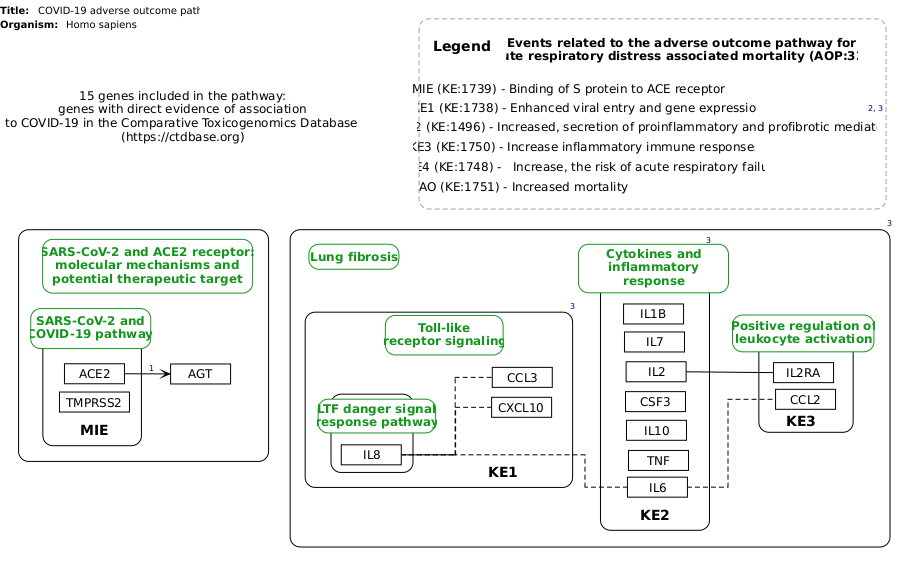 Title: COVID-19 adverse outcome path
Organism: Homo sapiens
15 genes included in the pathway:
genes with direct evidence of association
to COVID-19 in the Comparative Toxicogenomics Database
(https://ctdbase.org)
Legend
Events related to the adverse outcome pathway for
ute respiratory distress associated mortality (AOP:3
MIE (KE:1739) - Binding of S protein to ACE receptor
KE1 (KE:1738) - Enhanced viral entry and gene expressio
2, 3
2 (KE:1496) - Increased, secretion of proinflammatory and profibrotic mediat
KE3 (KE:1750) - Increase inflammatory immune response
E4 (KE:1748) - Increase, the risk of acute respiratory failu
AO (KE:1751) - Increased mortality
SARS-CoV-2 and ACE2 receptor:
molecular mechanisms and
potential therapeutic target
SARS-CoV-2 and
COVID-19 pathway
ACE2
1
AGT
TMPRSS2
MIE
3
Lung fibrosis
3
Toll-like
receptor signaling
CCL3
CXCL10
LTF danger signal
response pathway
IL8
KE1
3
Cytokines and
inflammatory
response
IL1B
IL7
IL2
CSF3
IL10
TNF
IL6
KE2
Positive regulation of
leukocyte activation
IL2RA
CCL2
KE3